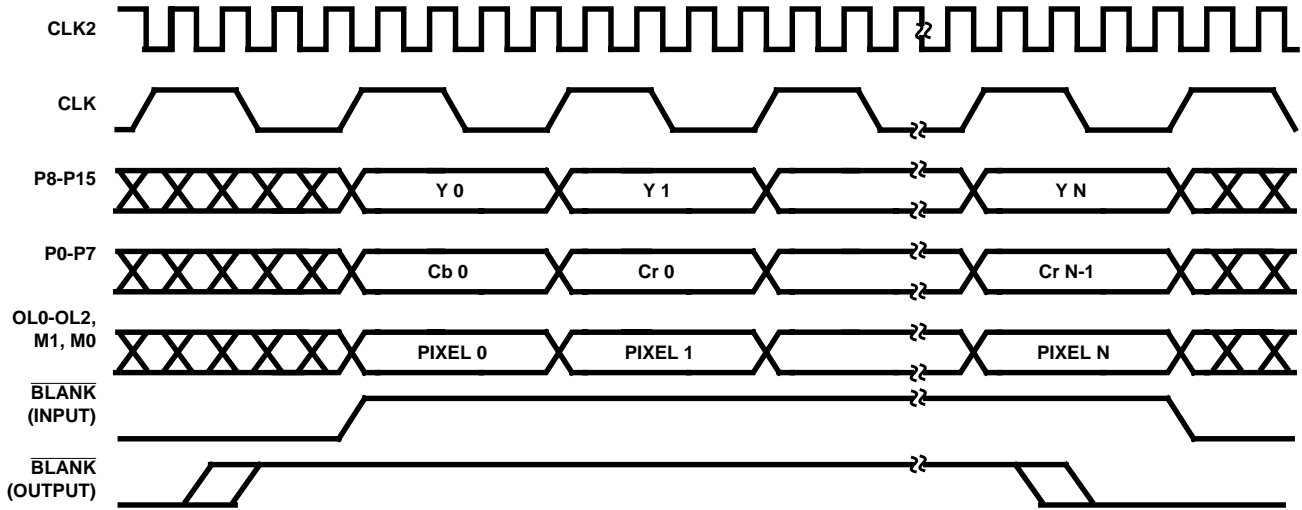 CLK2
CLK
P8-P15
Y 0
Y 1
Y N
P0-P7
Cb 0
Cr 0
Cr N-1
OL0-OL2,
M1, M0
PIXEL 0
PIXEL 1
PIXEL N
BLANK
(INPUT)
BLANK
(OUTPUT)